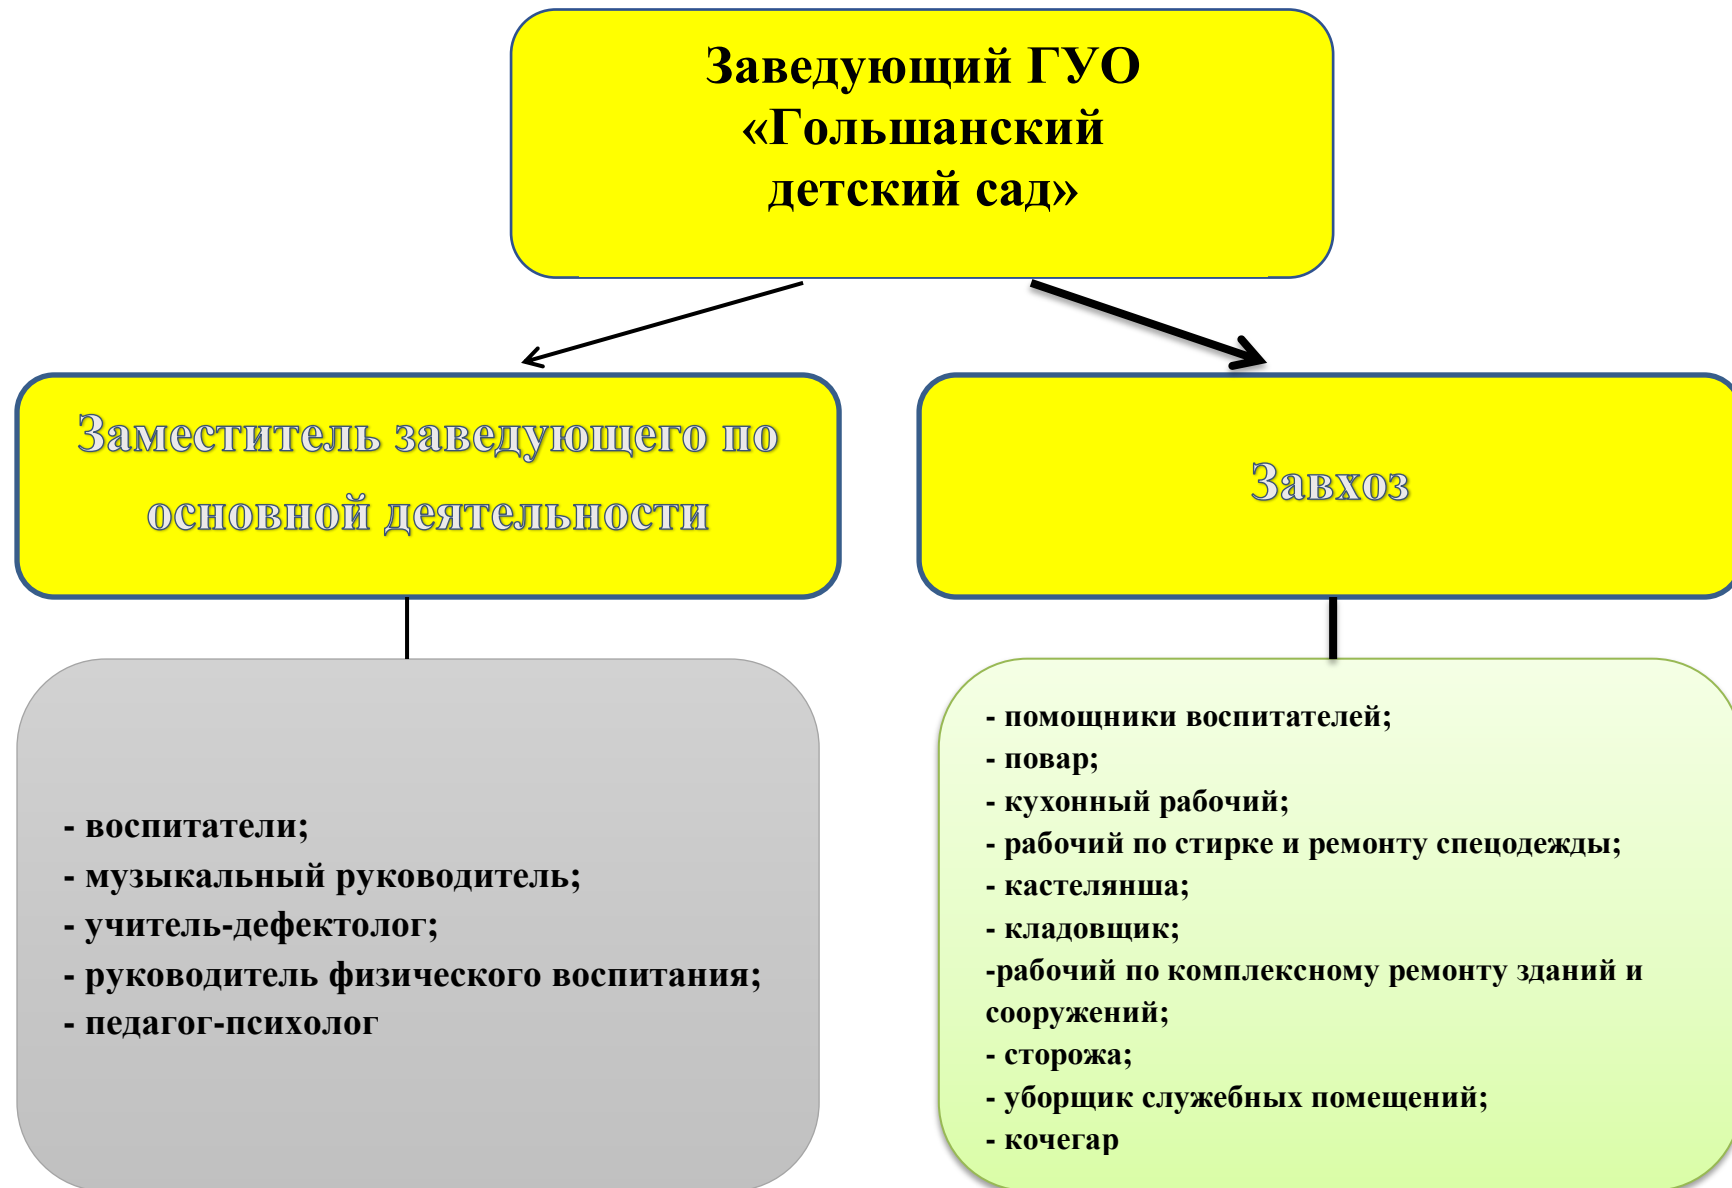 Заведующий ГУО
«Гольшанский
детский сад»
Заместитель заведующего по
основной деятельности
Завхоз
- воспитатели;
- музыкальный руководитель;
- учитель-дефектолог;
- руководитель физического воспитания;
- педагог-психолог
- помощники воспитателей;
- повар;
- кухонный рабочий;
- рабочий по стирке и ремонту спецодежды;
- кастелянша;
- кладовщик;
-рабочий по комплексному ремонту зданий и
сооружений;
- сторожа;
- уборщик служебных помещений;
- кочегар